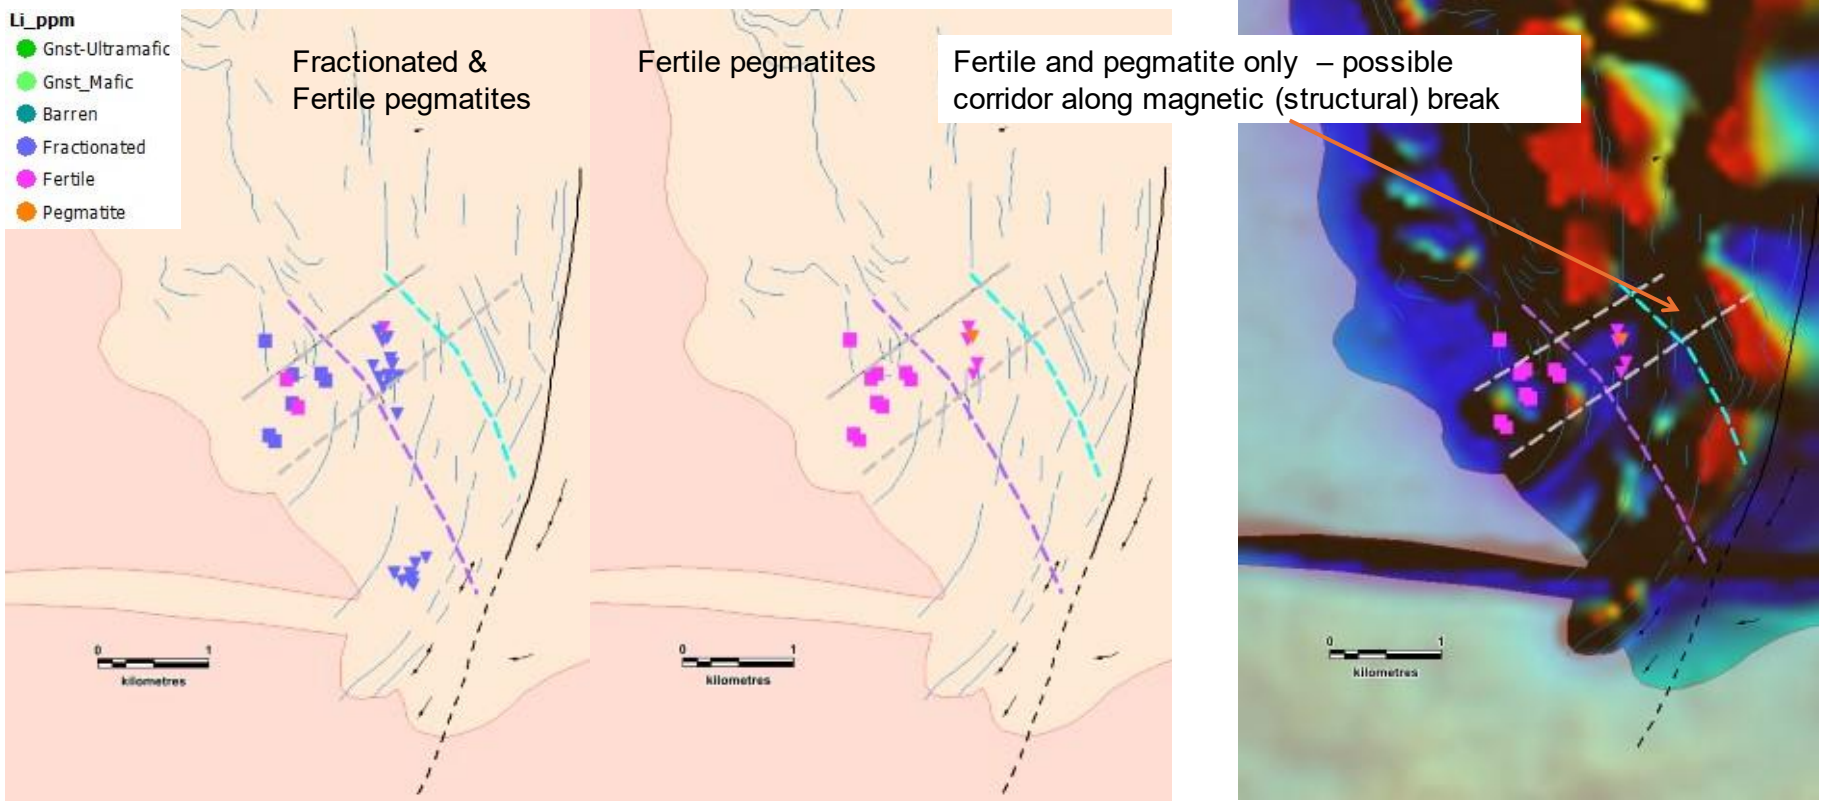 Li_ppm
Gnst-Ultramafic
Gnst_Mafic
Barren
Fractionated
Fertile
Pegmatite
Fractionated &
Fertile pegmatites
Fertile pegmatites
Fertile and pegmatite only – possible
corridor along magnetic (structural) break
0 1
kilometres
0 1
kilometres
0 1
kilometres